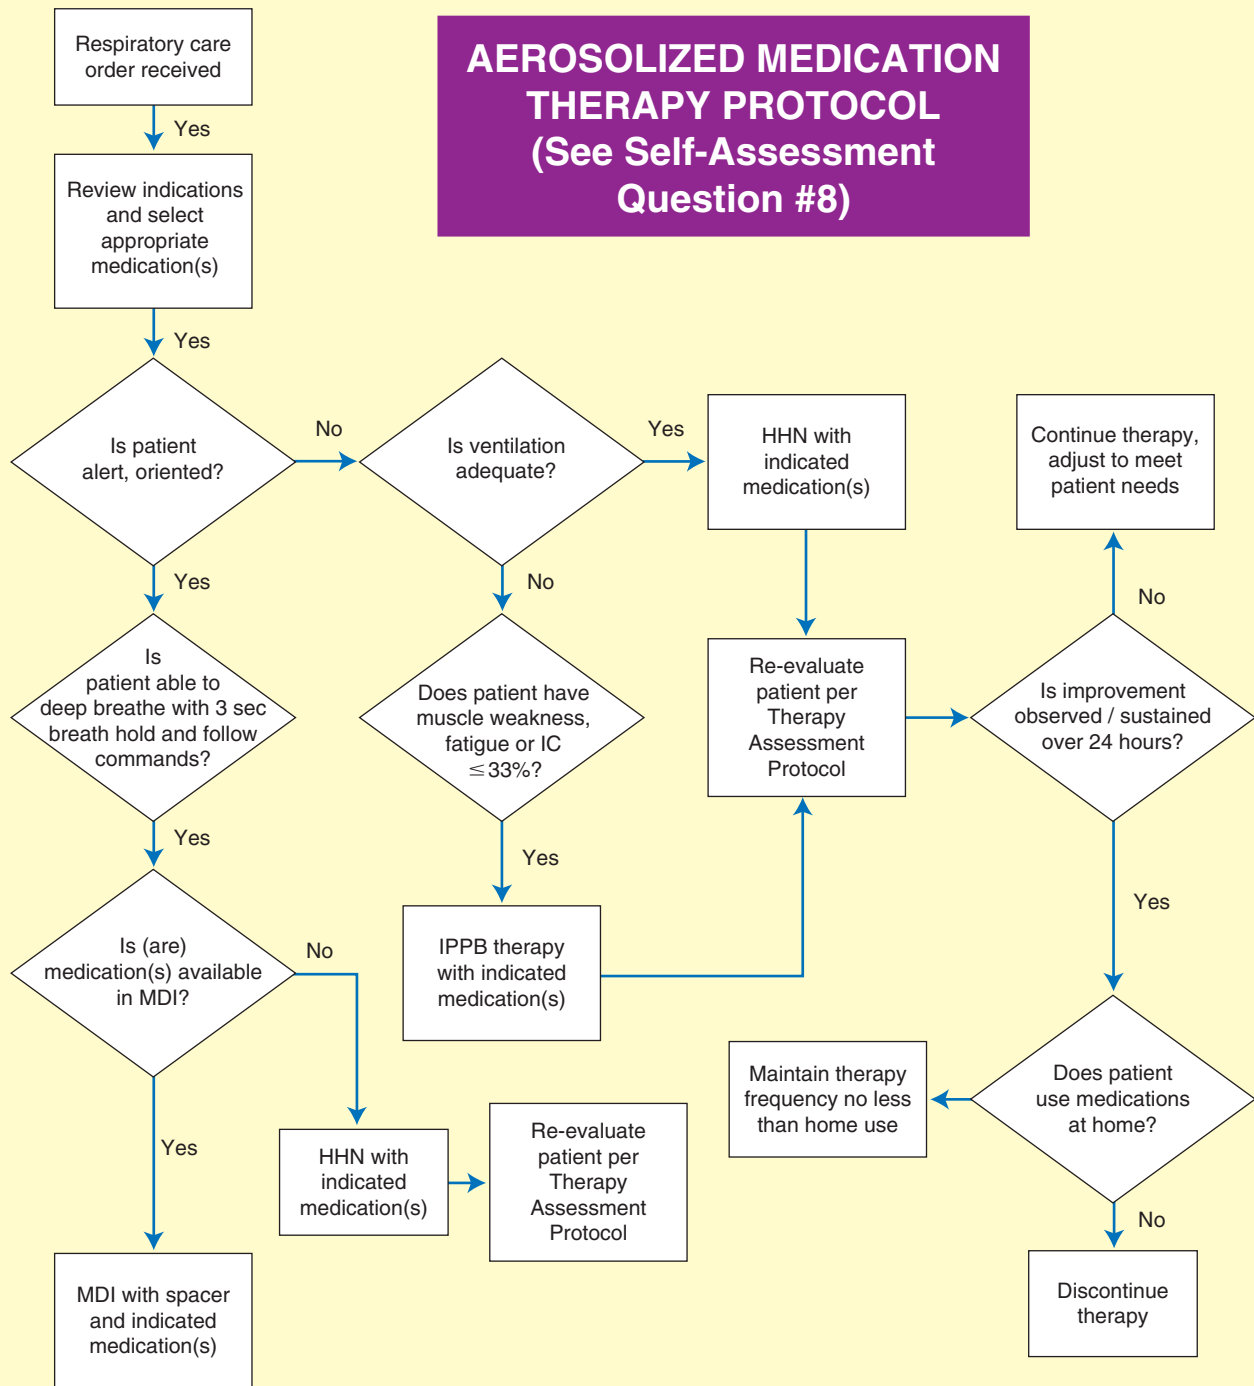 AEROSOLIZED MEDICATION
THERAPY PROTOCOL
(See Self-Assessment
Question #8)
Respiratory care
order received
Yes
Review indications
and select
appropriate
medication(s)
Yes
Is patient
alert, oriented?
No
Is ventilation
adequate?
Yes
HHN with
indicated
medication(s)
Continue therapy,
adjust to meet
patient needs
Yes
No
No
Is
patient able to
deep breathe with 3 sec
breath hold and follow
commands?
Does patient have
muscle weakness,
fatigue or IC
≤33%?
Re-evaluate
patient per
Therapy
Assessment
Protocol
Is improvement
observed / sustained
over 24 hours?
Yes
Yes
Yes
Is (are)
medication(s) available
in MDI?
No
IPPB therapy
with indicated
medication(s)
Maintain therapy
frequency no less
than home use
Does patient
use medications
at home?
Yes
HHN with
indicated
medication(s)
Re-evaluate
patient per
Therapy
Assessment
Protocol
No
MDI with spacer
and indicated
medication(s)
Discontinue
therapy